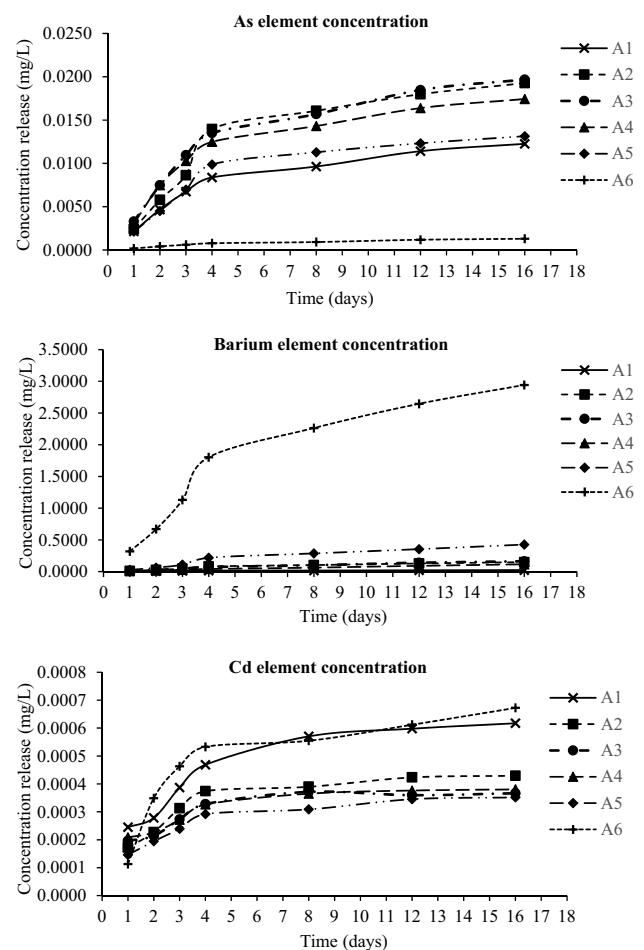 As element concentration
0.0250
0.0200
0.0150
0.0100
0.0050
0.0000
Concentration release (mg/L)
0 1 2 3 4 5 6 7 8 9 10 11 12 13 14 15 16 17 18
Time (days)
A1
A2
A3
A4
A5
A6
Barium element concentration
3.5000
3.0000
2.5000
2.0000
1.5000
1.0000
0.5000
0.0000
Concentration release (mg/L)
0 1 2 3 4 5 6 7 8 9 10 11 12 13 14 15 16 17 18
Time (days)
A1
A2
A3
A4
A5
A6
Cd element concentration
0.0008
0.0007
0.0006
0.0005
0.0004
0.0003
0.0002
0.0001
0.0000
Concentration release (mg/L)
0 1 2 3 4 5 6 7 8 9 10 11 12 13 14 15 16 17 18
Time (days)
A1
A2
A3
A4
A5
A6